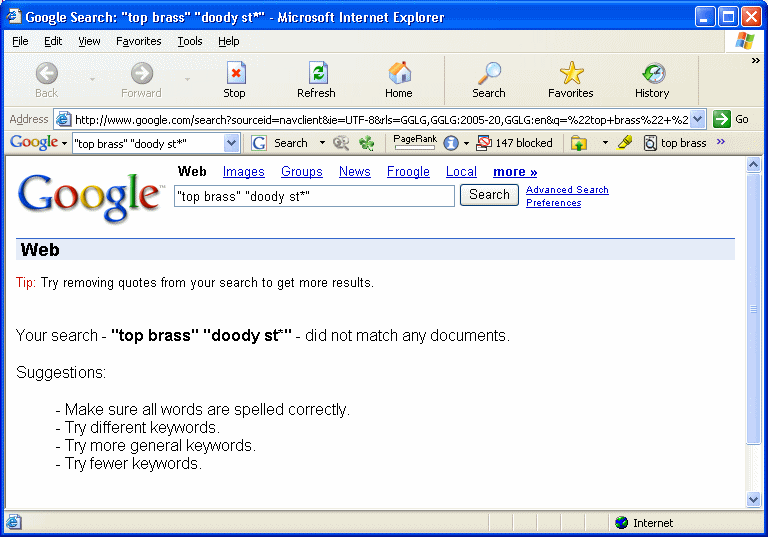 Google Search: "top brass" "doody st*" - Microsoft Internet Explorer
File Edit View Favorites Tools Help
Back Forward Stop Refresh Home Search Favorites History »
Address http://www.google.com/search?sourceid=navclient&ie=UTF-8&rls=GGLG,GGLG:2005-20,GGLG:en&q=%22top+brass%22+%2 Go
Google "top brass" "doody st*" G Search PageRank 147 blocked top brass »
Google™
Web Images Groups News Froogle Local more »
"top brass" "doody st*" Search Advanced Search
Preferences
Web
Tip: Try removing quotes from your search to get more results.
Your search - "top brass" "doody st*" - did not match any documents.
Suggestions:
- Make sure all words are spelled correctly.
- Try different keywords.
- Try more general keywords.
- Try fewer keywords.
Internet